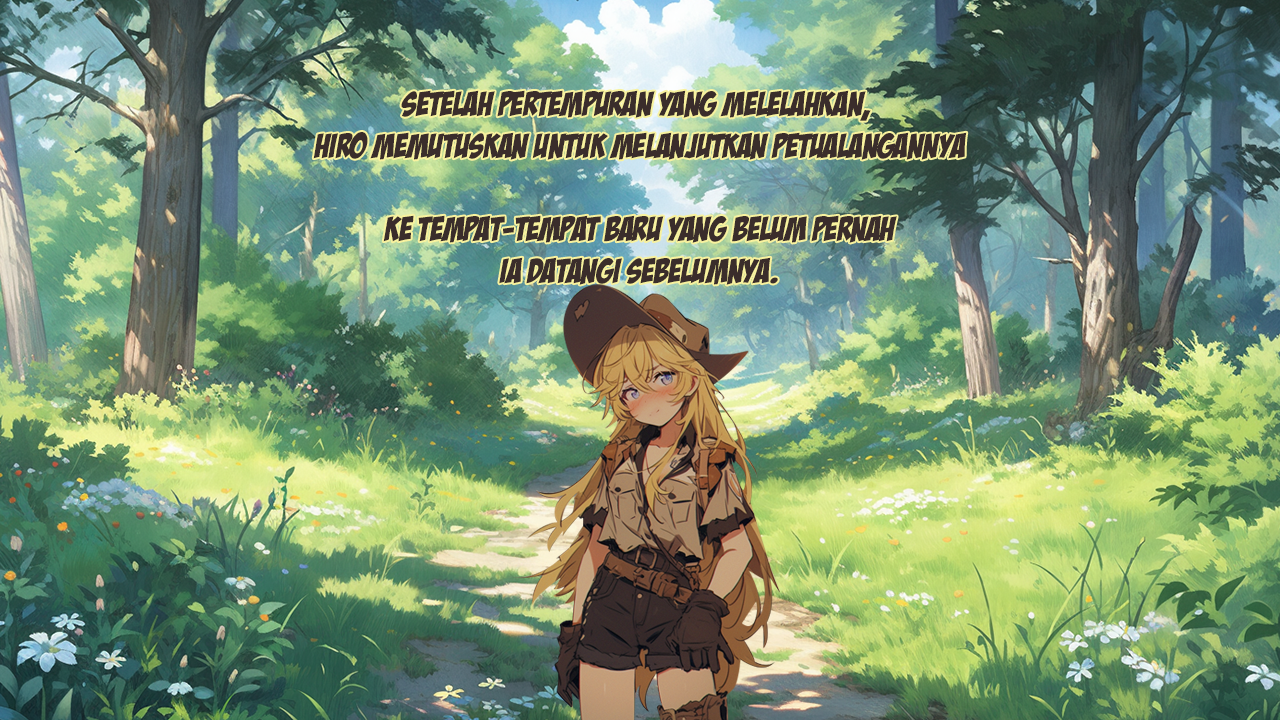 SETELAH PERTEMPURAN YANG MELELAHKAN,
HIRO MEMUTUSKAN UNTUK MELANJUTKAN PETUALANGANNYA
KE TEMPAT-TEMPAT BARU YANG BELUM PERNAH
IA DATANGI SEBELUMNYA.